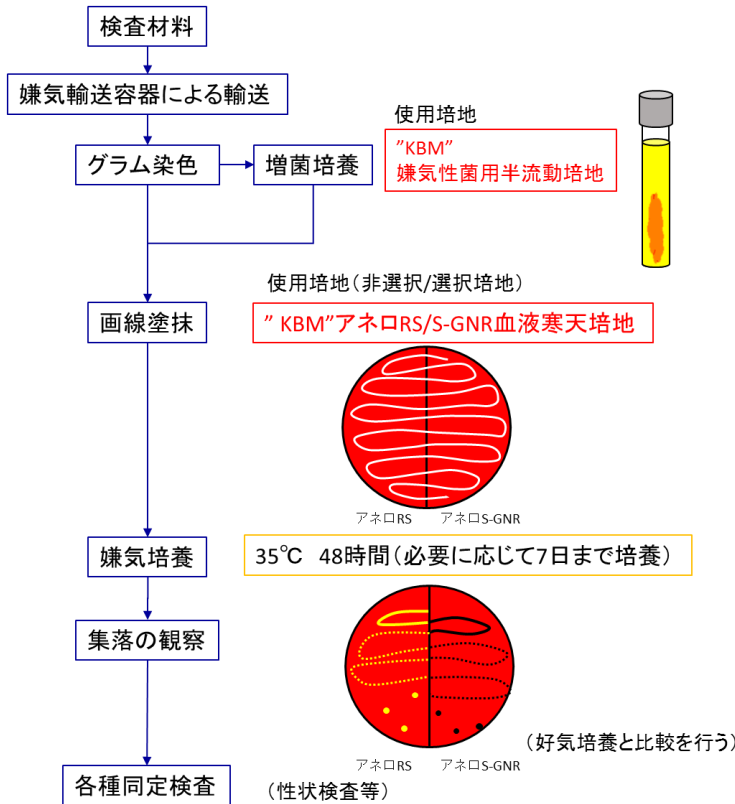 検査材料
嫌気輸送容器による輸送
グラム染色
増菌培養
使用培地
”KBM”
嫌気性菌用半流動培地
使用培地(非選択/選択培地)
画線塗抹
” KBM”アネロRS/S-GNR血液寒天培地
アネロRS
アネロS-GNR
嫌気培養
35℃ 48時間(必要に応じて7日まで培養)
集落の観察
(好気培養と比較を行う)
アネロRS
アネロS-GNR
各種同定検査
(性状検査等)